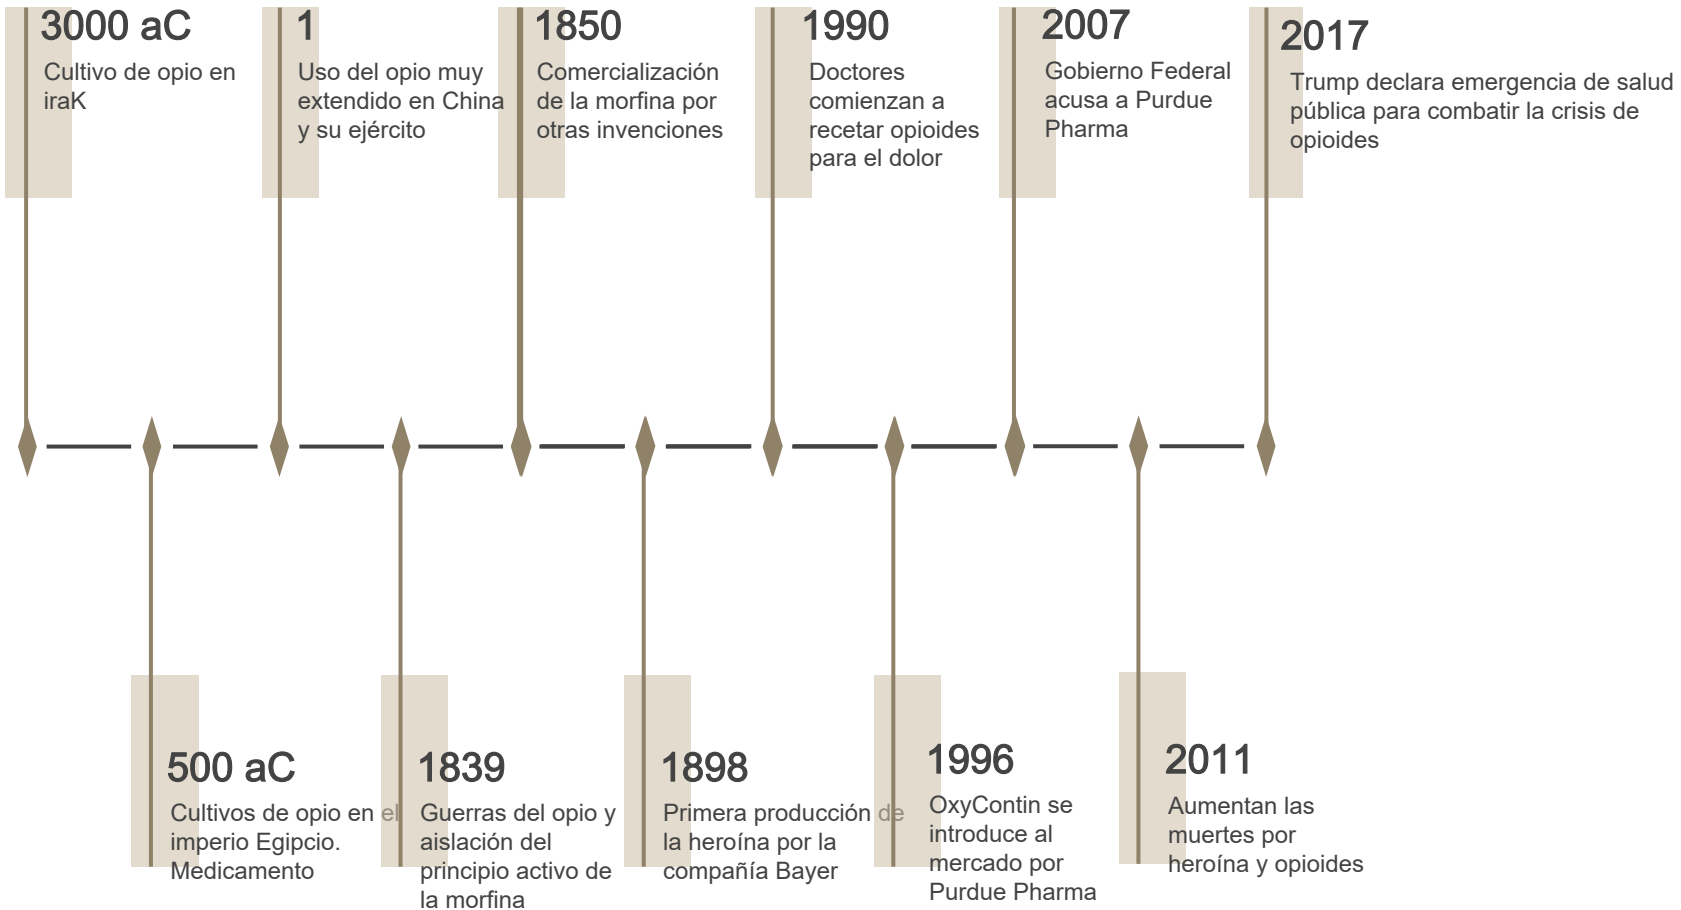 3000 aC
Cultivo de opio en
iraK
1
Uso del opio muy
extendido en China
y su ejército
1850
Comercialización
de la morfina por
otras invenciones
1990
Doctores
comienzan a
recetar opioides
para el dolor
2007
Gobierno Federal
acusa a Purdue
Pharma
2017
Trump declara emergencia de salud
pública para combatir la crisis de
opioides
500 aC
Cultivos de opio en el
imperio Egipcio.
Medicamento
1839
Guerras del opio y
aislación del
principio activo de
la morfina
1898
Primera producción de
la heroína por la
compañía Bayer
1996
OxyContin se
introduce al
mercado por
Purdue Pharma
2011
Aumentan las
muertes por
heroína y opioides